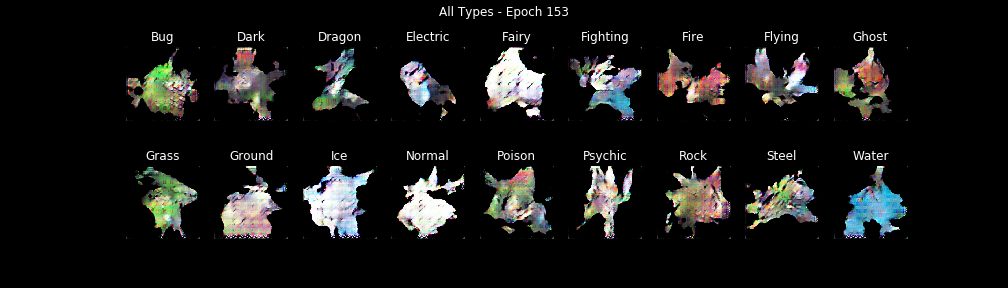 All Types - Epoch 153
Bug Dark Dragon Electric Fairy Fighting Fire Flying Ghost
Grass Ground Ice Normal Poison Psychic Rock Steel Water